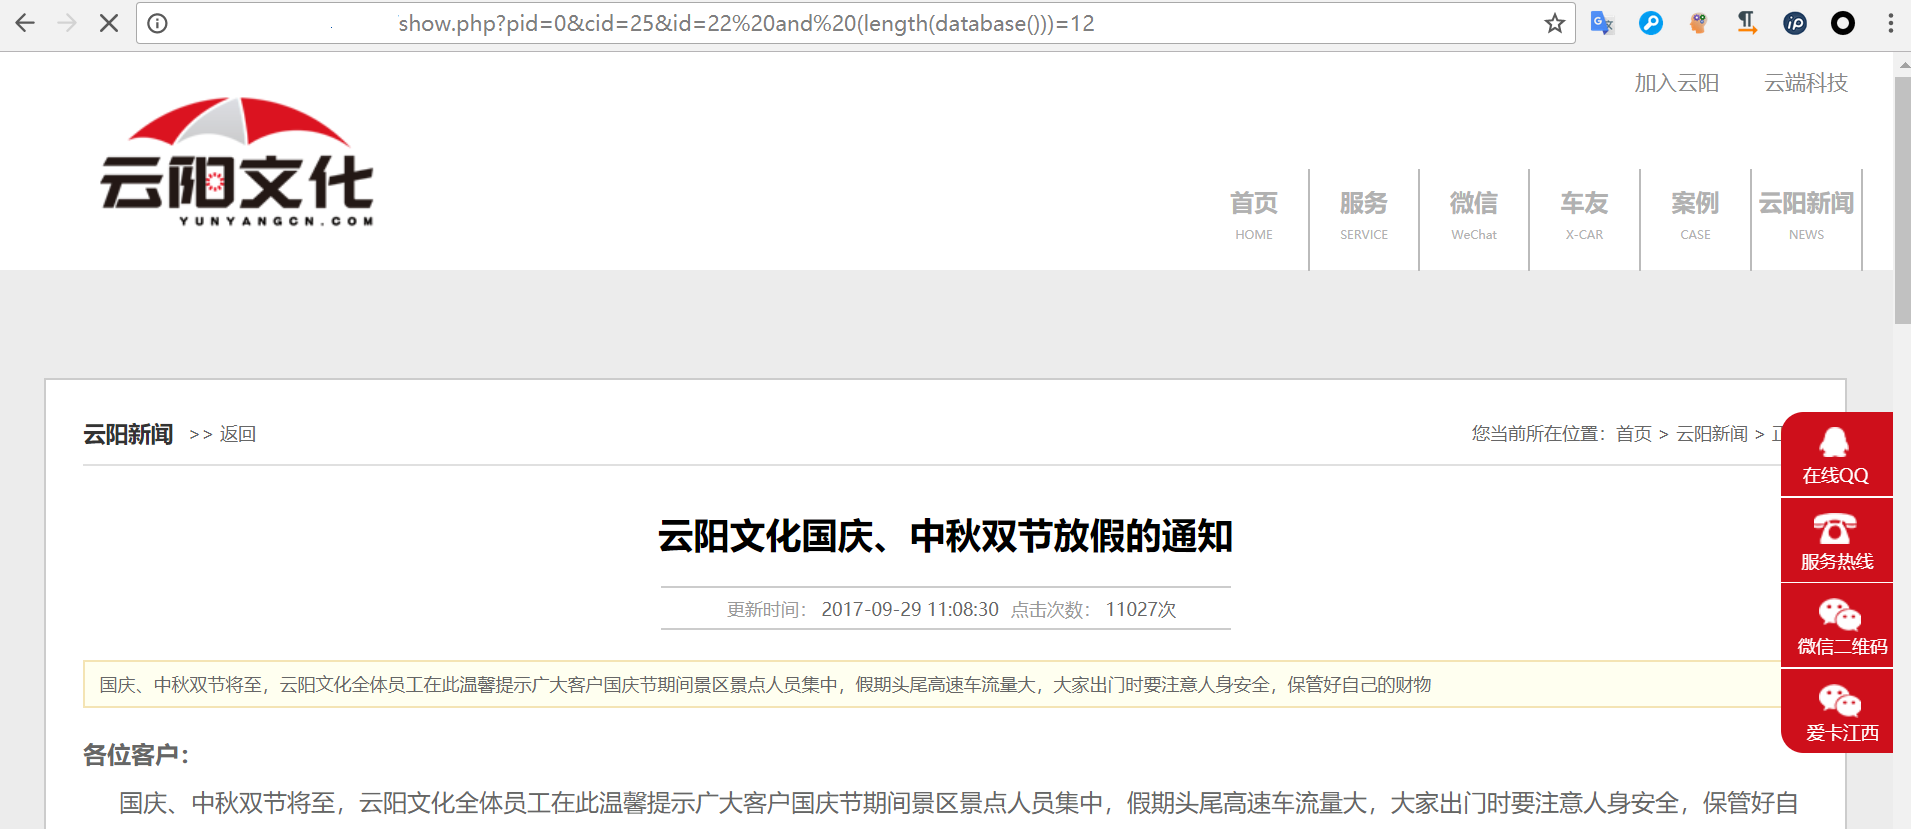 show.php?pid=0&cid=25&id=22%20and%20(length(database()))=12
加入云阳 云端科技
云阳文化
YUNYANGCN.COM
首页 服务 微信 车友 案例 云阳新闻
HOME SERVICE WeChat X-CAR CASE NEWS
云阳新闻 >> 返回
您当前所在位置：首页 > 云阳新闻 >
在线QQ
云阳文化国庆、中秋双节放假的通知
服务热线
更新时间： 2017-09-29 11:08:30 点击次数： 11027次
微信二维码
国庆、中秋双节将至，云阳文化全体员工在此温馨提示广大客户国庆节期间景区景点人员集中，假期头尾高速车流量大，大家出门时要注意人身安全，保管好自己的财物
爱卡江西
各位客户：
国庆、中秋双节将至，云阳文化全体员工在此温馨提示广大客户国庆节期间景区景点人员集中，假期头尾高速车流量大，大家出门时要注意人身安全，保管好自